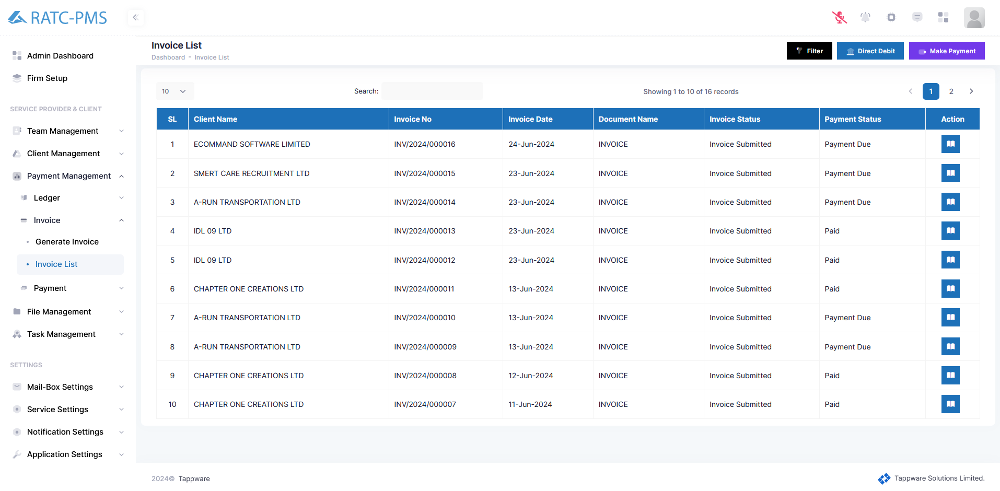 RATC-PMS
Admin Dashboard
Firm Setup
SERVICE PROVIDER & CLIENT
Team Management
Client Management
Payment Management
Ledger
Invoice
Generate Invoice
Invoice List
Payment
File Management
Task Management
SETTINGS
Mail-Box Settings
Service Settings
Notification Settings
Application Settings
Invoice List
Dashboard - Invoice List
Filter
Direct Debit
Make Payment
10
Search:
Showing 1 to 10 of 16 records
1 2
SL Client Name Invoice No Invoice Date Document Name Invoice Status Payment Status Action
1 ECOMMAND SOFTWARE LIMITED INV/2024/000016 24-Jun-2024 INVOICE Invoice Submitted Payment Due
2 SMERT CARE RECRUITMENT LTD INV/2024/000015 23-Jun-2024 INVOICE Invoice Submitted Payment Due
3 A-RUN TRANSPORTATION LTD INV/2024/000014 23-Jun-2024 INVOICE Invoice Submitted Payment Due
4 IDL 09 LTD INV/2024/000013 23-Jun-2024 INVOICE Invoice Submitted Paid
5 IDL 09 LTD INV/2024/000012 23-Jun-2024 INVOICE Invoice Submitted Paid
6 CHAPTER ONE CREATIONS LTD INV/2024/000011 13-Jun-2024 INVOICE Invoice Submitted Paid
7 A-RUN TRANSPORTATION LTD INV/2024/000010 13-Jun-2024 INVOICE Invoice Submitted Payment Due
8 A-RUN TRANSPORTATION LTD INV/2024/000009 13-Jun-2024 INVOICE Invoice Submitted Payment Due
9 CHAPTER ONE CREATIONS LTD INV/2024/000008 12-Jun-2024 INVOICE Invoice Submitted Paid
10 CHAPTER ONE CREATIONS LTD INV/2024/000007 11-Jun-2024 INVOICE Invoice Submitted Paid
2024© Tappware
Tappware Solutions Limited.